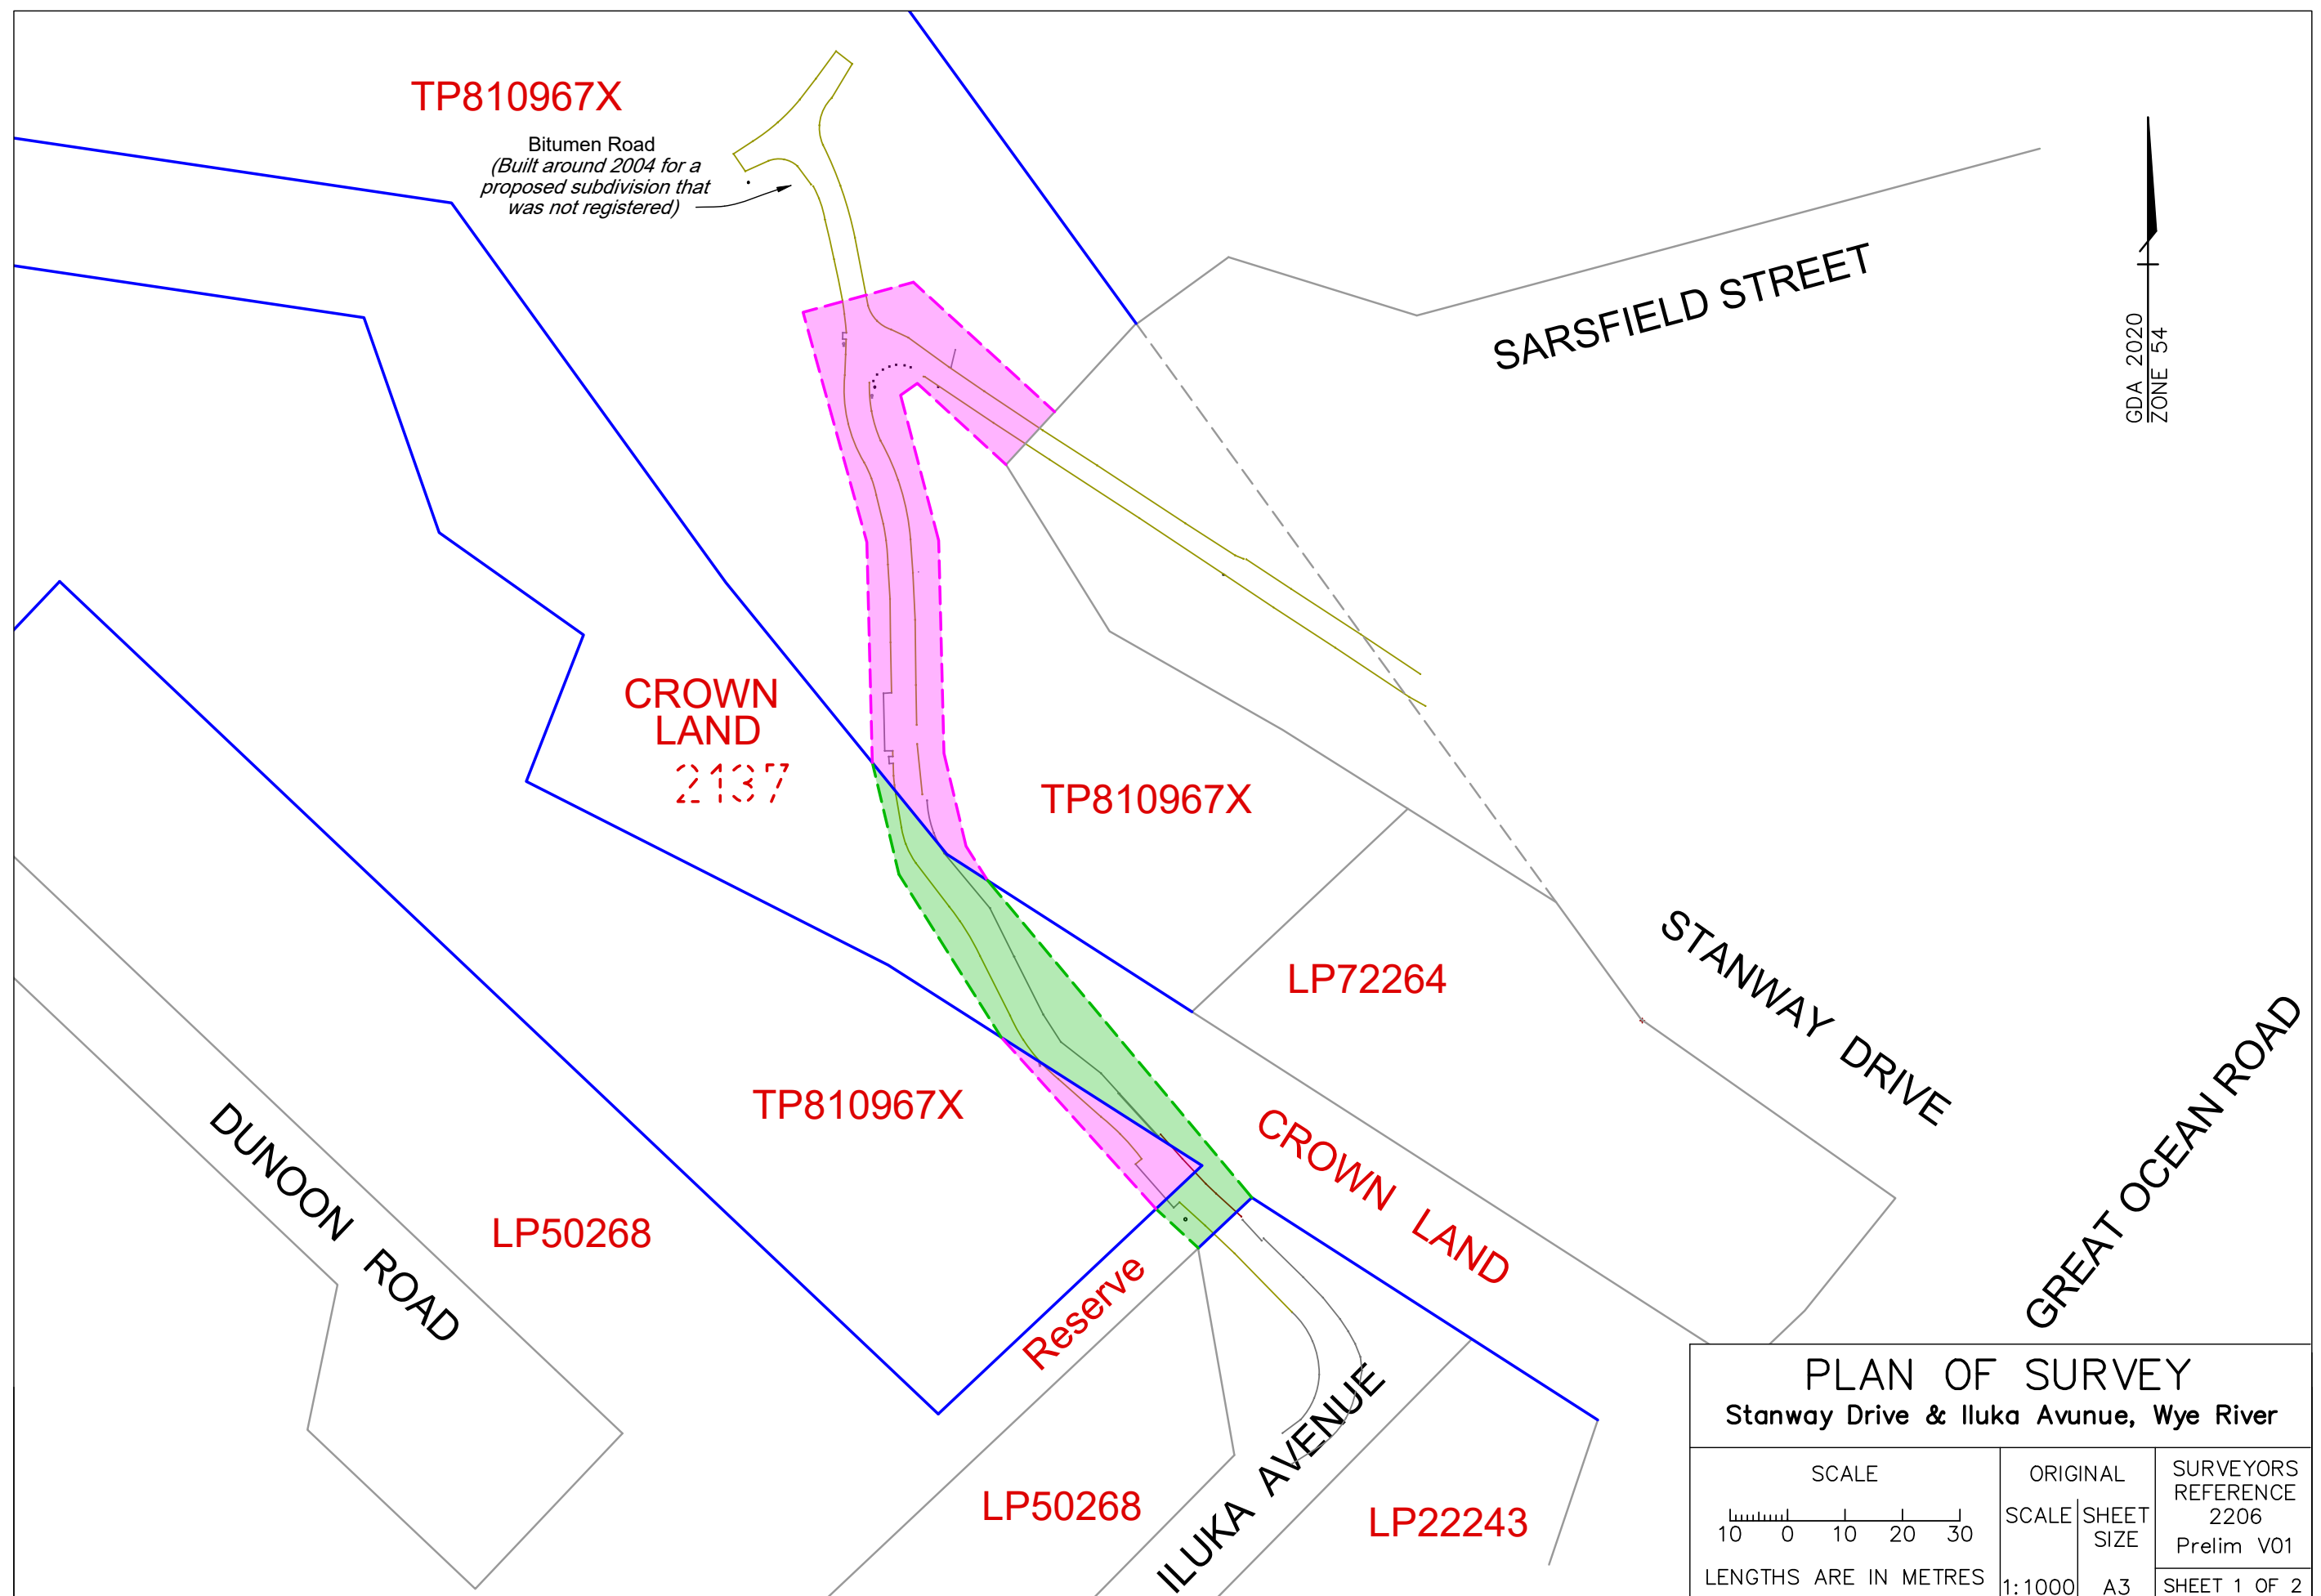 TP810967X
Bitumen Road
(Built around 2004 for a
proposed subdivision that
was not registered)
SARSFIELD STREET
GDA 2020
ZONE 54
CROWN
LAND
2137
TP810967X
LP72264
STANWAY DRIVE
GREAT OCEAN ROAD
TP810967X
CROWN LAND
DUNOON ROAD
LP50268
Reserve
ILUKA AVENUE
LP50268
LP22243
PLAN OF SURVEY
Stanway Drive & Iluka Avunue, Wye River
SCALE
10 0 10 20 30
LENGTHS ARE IN METRES
ORIGINAL
SCALE
1:1000
SHEET
SIZE
A3
SURVEYORS
REFERENCE
2206
Prelim V01
SHEET 1 OF 2